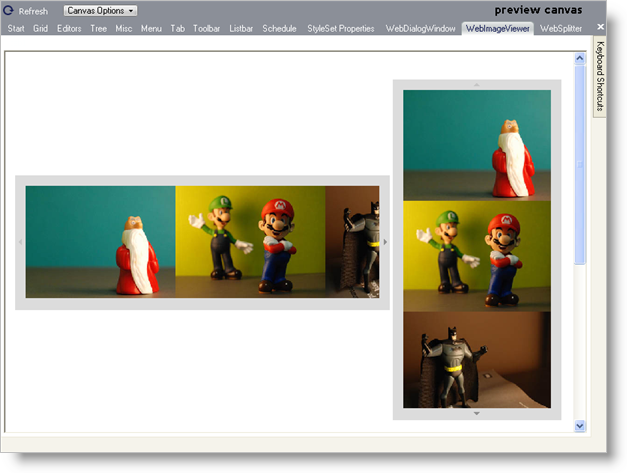 Refresh Canvas Options preview canvas
Start Grid Editors Tree Misc Menu Tab Toolbar Listbar Schedule StyleSet Properties WebDialogWindow WebImageViewer WebSplitter
Keyboard Shortcuts